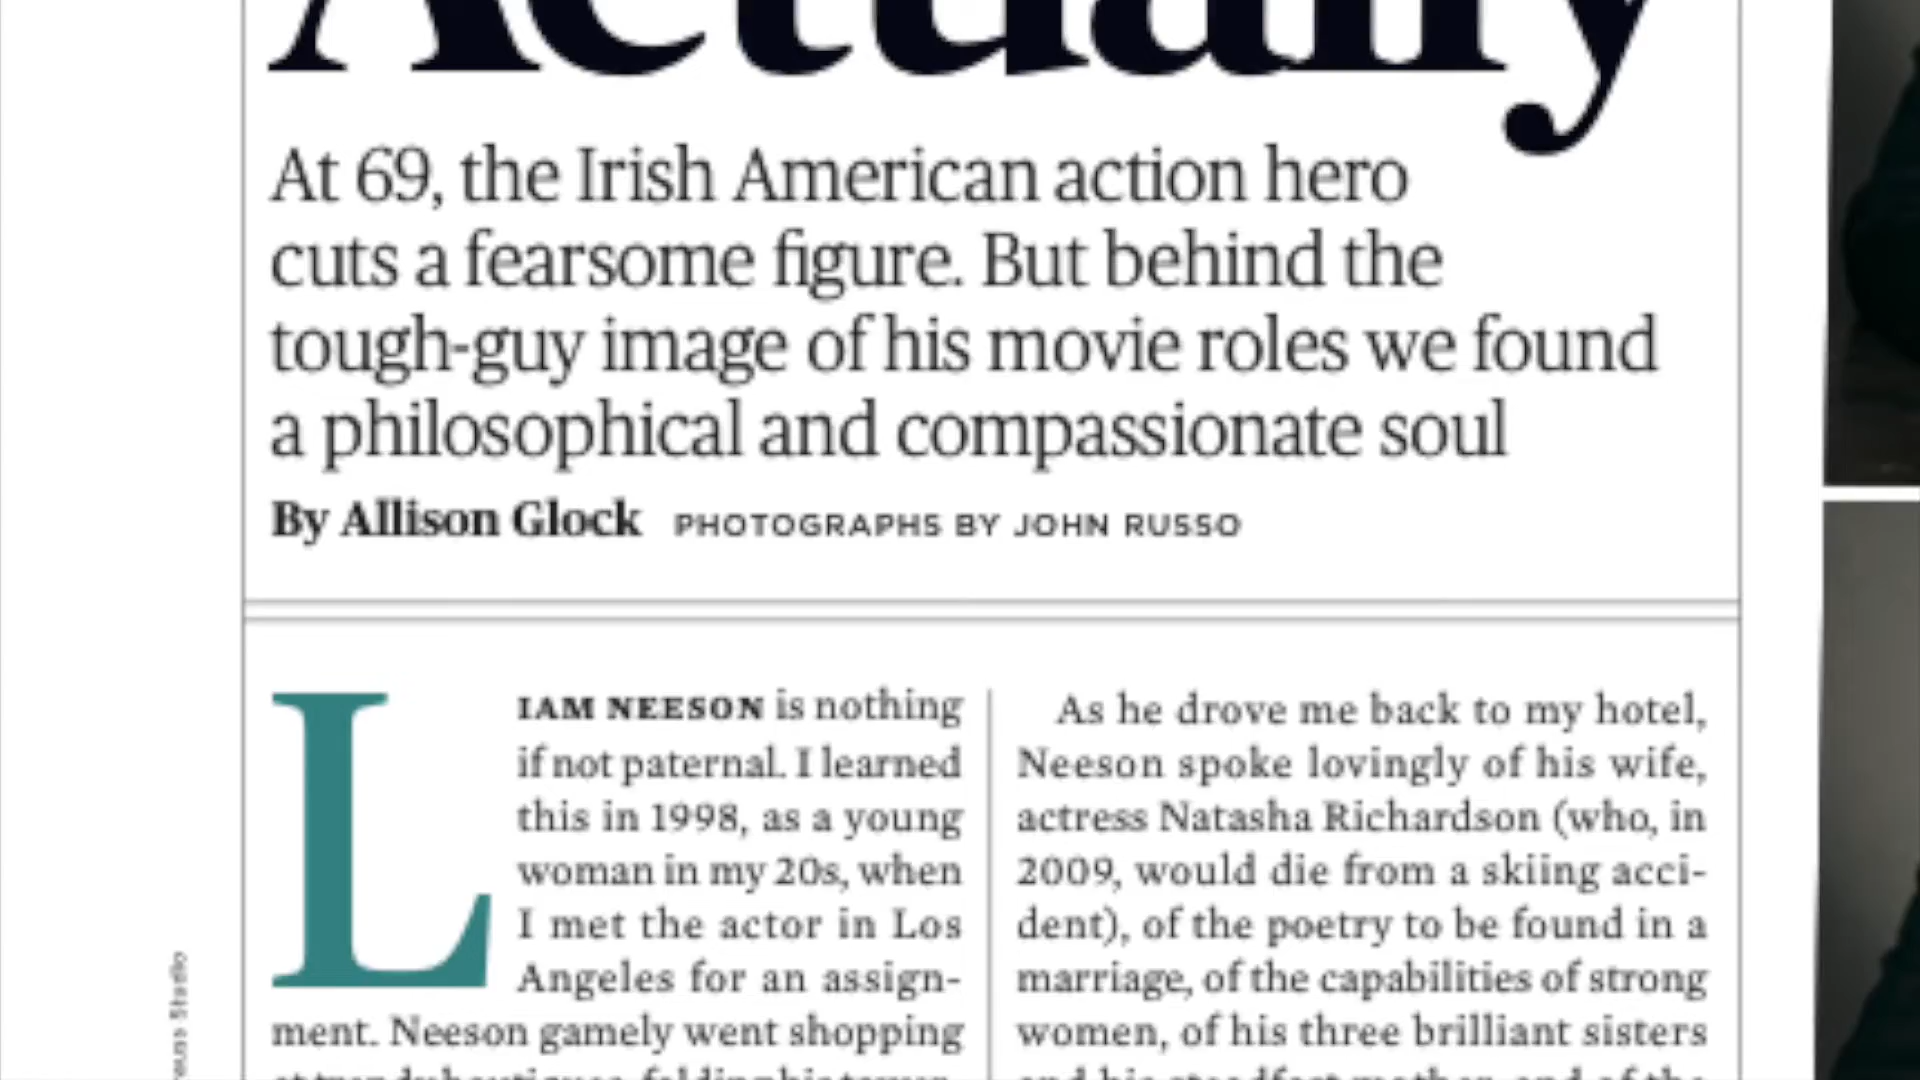 Actually
At 69, the Irish American action hero
cuts a fearsome figure. But behind the
tough-guy image of his movie roles we found
a philosophical and compassionate soul
By Allison Glock PHOTOGRAPHS BY JOHN RUSSO
LIAM NEESON is nothing
if not paternal. I learned
this in 1998, as a young
woman in my 20s, when
I met the actor in Los
Angeles for an assign-
ment. Neeson gamely went shopping
As he drove me back to my hotel,
Neeson spoke lovingly of his wife,
actress Natasha Richardson (who, in
2009, would die from a skiing acci-
dent), of the poetry to be found in a
marriage, of the capabilities of strong
women, of his three brilliant sisters
Studio